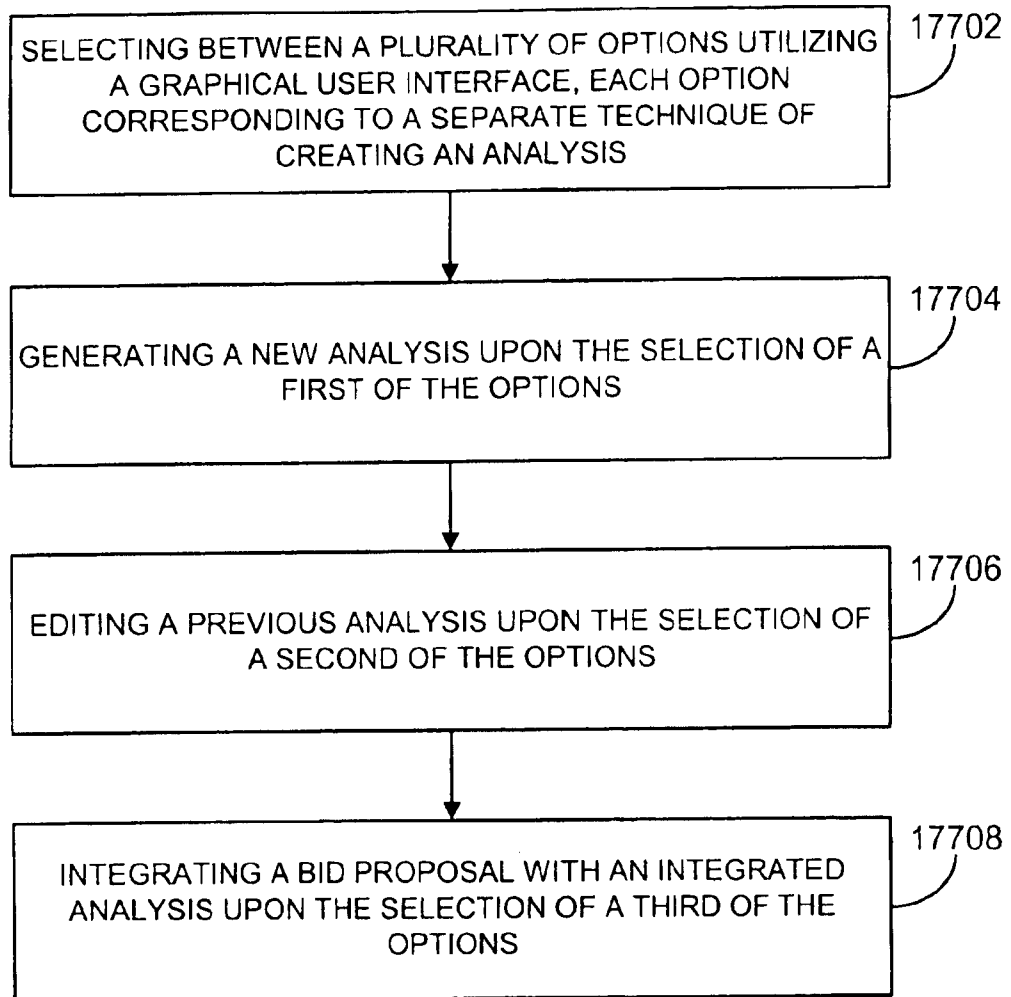 17702
SELECTING BETWEEN A PLURALITY OF OPTIONS UTILIZING
A GRAPHICAL USER INTERFACE, EACH OPTION
CORRESPONDING TO A SEPARATE TECHNIQUE OF
CREATING AN ANALYSIS
17704
GENERATING A NEW ANALYSIS UPON THE SELECTION OF A
FIRST OF THE OPTIONS
17706
EDITING A PREVIOUS ANALYSIS UPON THE SELECTION OF
A SECOND OF THE OPTIONS
17708
INTEGRATING A BID PROPOSAL WITH AN INTEGRATED
ANALYSIS UPON THE SELECTION OF A THIRD OF THE
OPTIONS